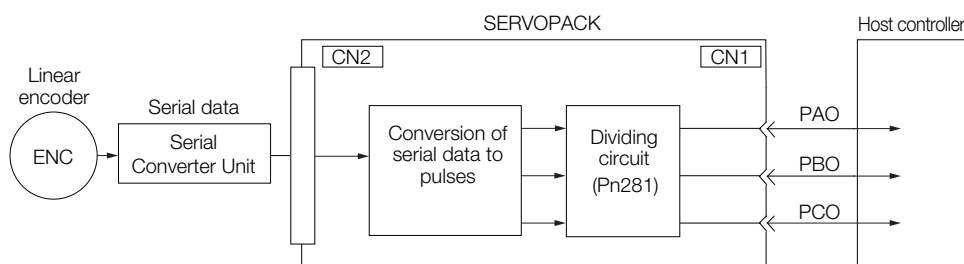 SERVOPACK
Host controller
CN2
CN1
Linear
encoder
Serial data
ENC
Serial
Converter Unit
Conversion of
serial data to
pulses
Dividing
circuit
(Pn281)
PAO
PBO
PCO